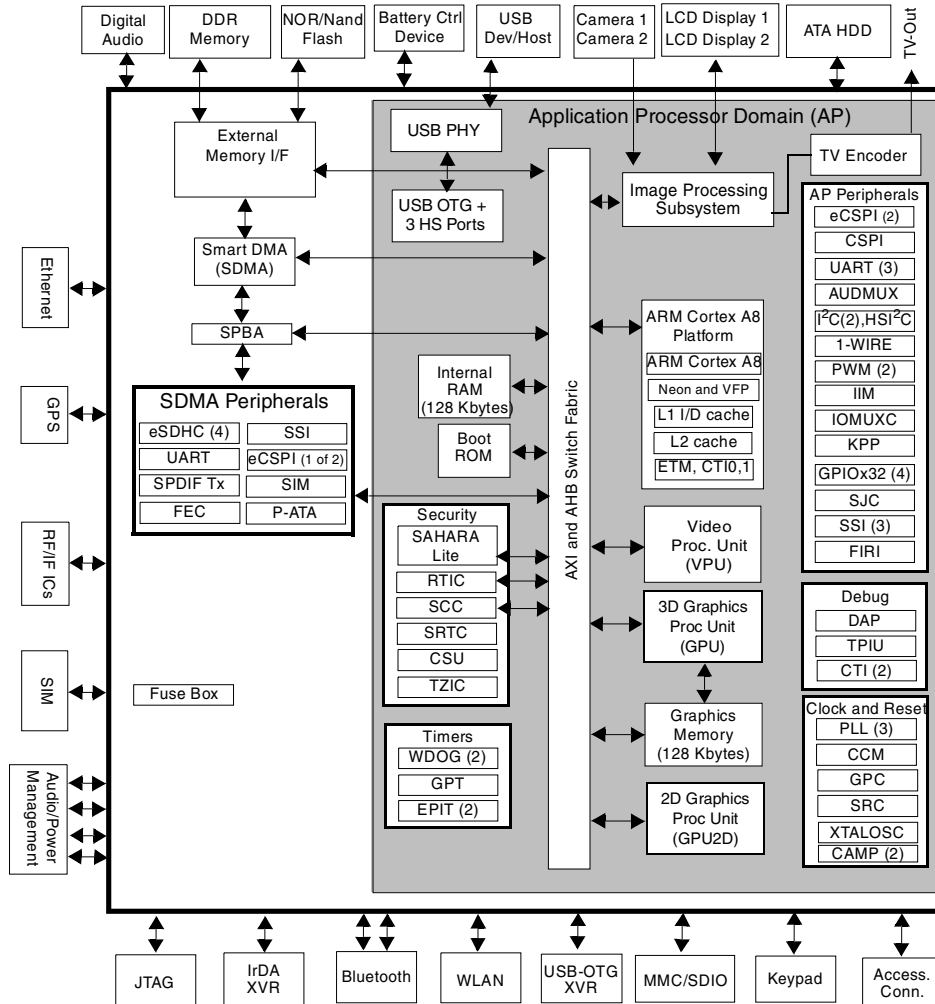 Digital
Audio
DDR
Memory
NOR/Nand
Flash
Battery Ctrl
Device
USB
Dev/Host
Camera 1
Camera 2
LCD Display 1
LCD Display 2
ATA HDD
TV-Out
Application Processor Domain (AP)
External
Memory I/F
USB PHY
USB OTG +
3 HS Ports
Smart DMA
(SDMA)
SPBA
SDMA Peripherals
eSDHC (4)
SSI
UART
eCSPI (1 of 2)
SPDIF Tx
SIM
FEC
P-ATA
Fuse Box
Internal
RAM
(128 Kbytes)
Boot
ROM
Security
SAHARA
Lite
RTIC
SCC
SRTC
CSU
TZIC
Timers
WDOG (2)
GPT
EPIT (2)
AXI and AHB Switch Fabric
Image Processing
Subsystem
TV Encoder
ARM Cortex A8
Platform
ARM Cortex A8
Neon and VFP
L1 I/D cache
L2 cache
ETM, CTI0,1
Video
Proc. Unit
(VPU)
3D Graphics
Proc Unit
(GPU)
Graphics
Memory
(128 Kbytes)
2D Graphics
Proc Unit
(GPU2D)
AP Peripherals
eCSPI (2)
CSPI
UART (3)
AUDMUX
I²C(2),HSI²C
1-WIRE
PWM (2)
IIM
IOMUXC
KPP
GPIOx32 (4)
SJC
SSI (3)
FIRI
Debug
DAP
TPIU
CTI (2)
Clock and Reset
PLL (3)
CCM
GPC
SRC
XTALOSC
CAMP (2)
Ethernet
GPS
RF/IF ICs
SIM
Audio/Power
Management
JTAG
IrDA
XVR
Bluetooth
WLAN
USB-OTG
XVR
MMC/SDIO
Keypad
Access.
Conn.